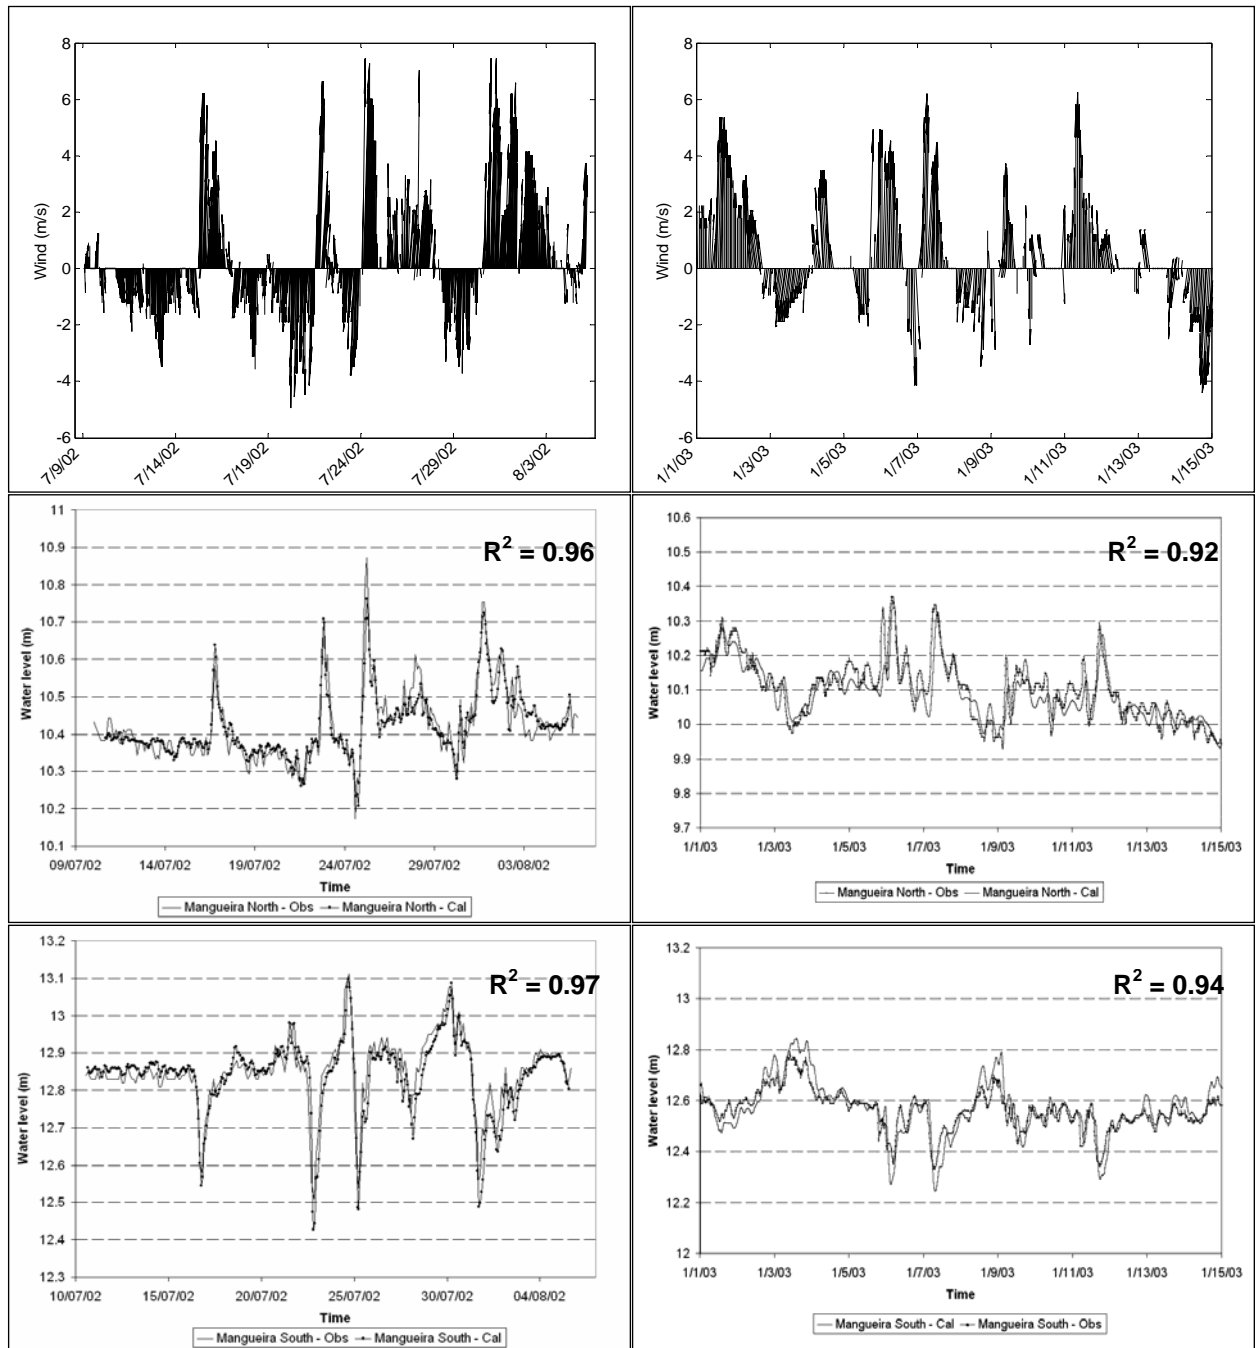 8
6
4
2
0
-2
-4
-6
Wind (m/s)
7/9/02 7/14/02 7/19/02 7/24/02 7/29/02 8/3/02
8
6
4
2
0
-2
-4
-6
Wind (m/s)
1/1/03 1/3/03 1/5/03 1/7/03 1/9/03 1/11/03 1/13/03 1/15/03
11
10.9
10.8
10.7
10.6
10.5
10.4
10.3
10.2
10.1
Water level (m)
R² = 0.96
09/07/02 14/07/02 19/07/02 24/07/02 29/07/02 03/08/02
Time
Mangueira North - Obs Mangueira North - Cal
10.6
10.5
10.4
10.3
10.2
10.1
10
9.9
9.8
9.7
Water level (m)
R² = 0.92
1/1/03 1/3/03 1/5/03 1/7/03 1/9/03 1/11/03 1/13/03 1/15/03
Time
Mangueira North - Obs Mangueira North - Cal
13.2
13.1
13
12.9
12.8
12.7
12.6
12.5
12.4
12.3
Water level (m)
R² = 0.97
10/07/02 15/07/02 20/07/02 25/07/02 30/07/02 04/08/02
Time
Mangueira South - Obs Mangueira South - Cal
13.2
13
12.8
12.6
12.4
12.2
12
Water level (m)
R² = 0.94
1/1/03 1/3/03 1/5/03 1/7/03 1/9/03 1/11/03 1/13/03 1/15/03
Time
Mangueira South - Cal Mangueira South - Obs